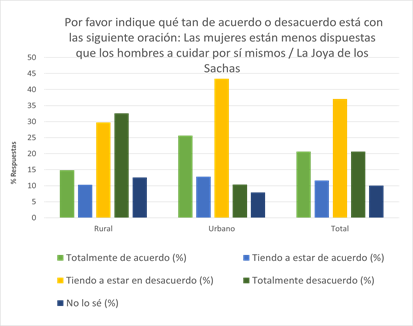 Por favor indique qué tan de acuerdo o desacuerdo está con
las siguiente oración: Las mujeres están menos dispuestas
que los hombres a cuidar por sí mismos / La Joya de los
Sachas
50
45
40
35
30
25
20
15
10
5
0
% Respuestas
Rural Urbano Total
Totalmente de acuerdo (%) Tiendo a estar de acuerdo (%)
Tiendo a estar en desacuerdo (%) Totalmente desacuerdo (%)
No lo sé (%)